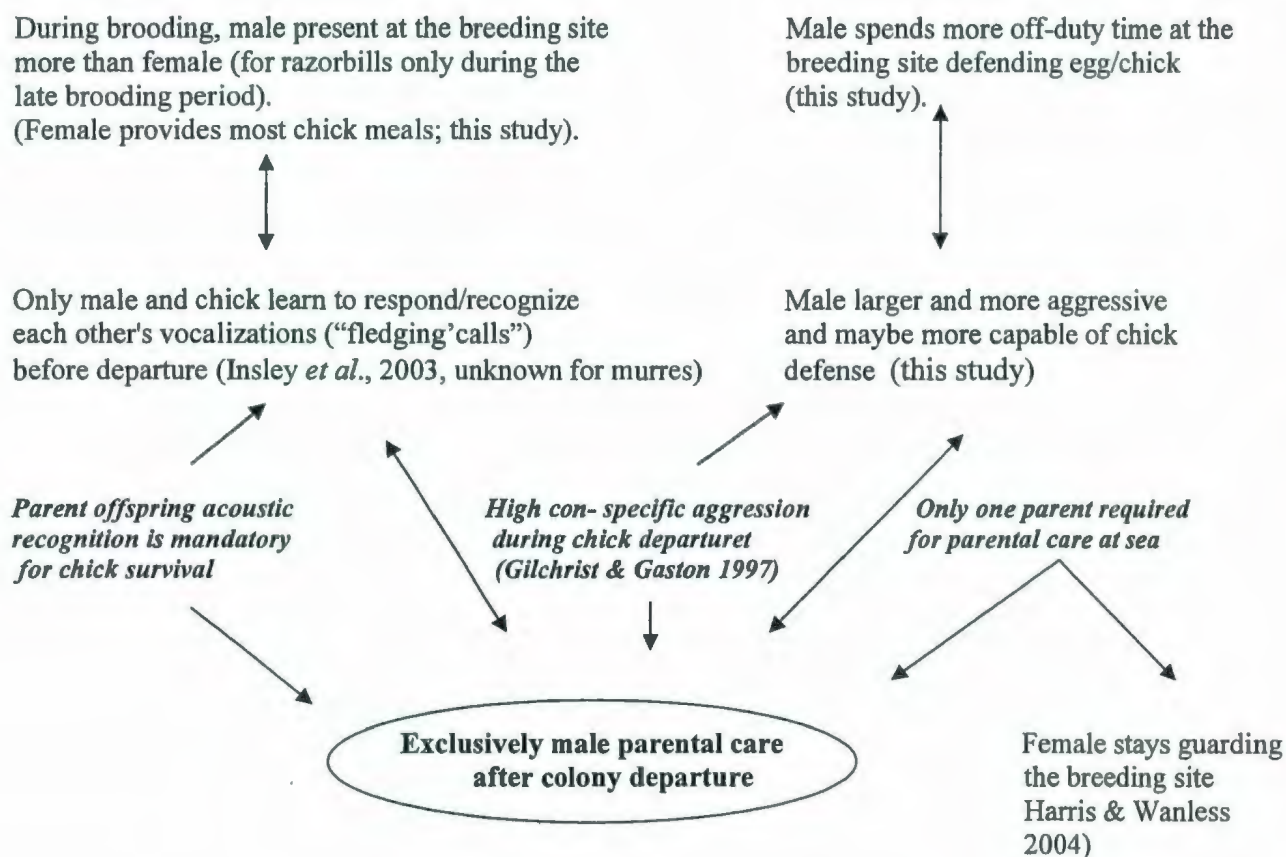 During brooding, male present at the breeding site
more than female (for razorbills only during the
late brooding period).
(Female provides most chick meals; this study).
Male spends more off-duty time at the
breeding site defending egg/chick
(this study).
Only male and chick learn to respond/recognize
each other's vocalizations ("fledging'calls")
before departure (Insley et al., 2003, unknown for murres)
Male larger and more aggressive
and maybe more capable of chick
defense (this study)
Parent offspring acoustic
recognition is mandatory
for chick survival
High con- specific aggression
during chick departuret
(Gilchrist & Gaston 1997)
Only one parent required
for parental care at sea
Exclusively male parental care
after colony departure
Female stays guarding
the breeding site
Harris & Wanless
2004)